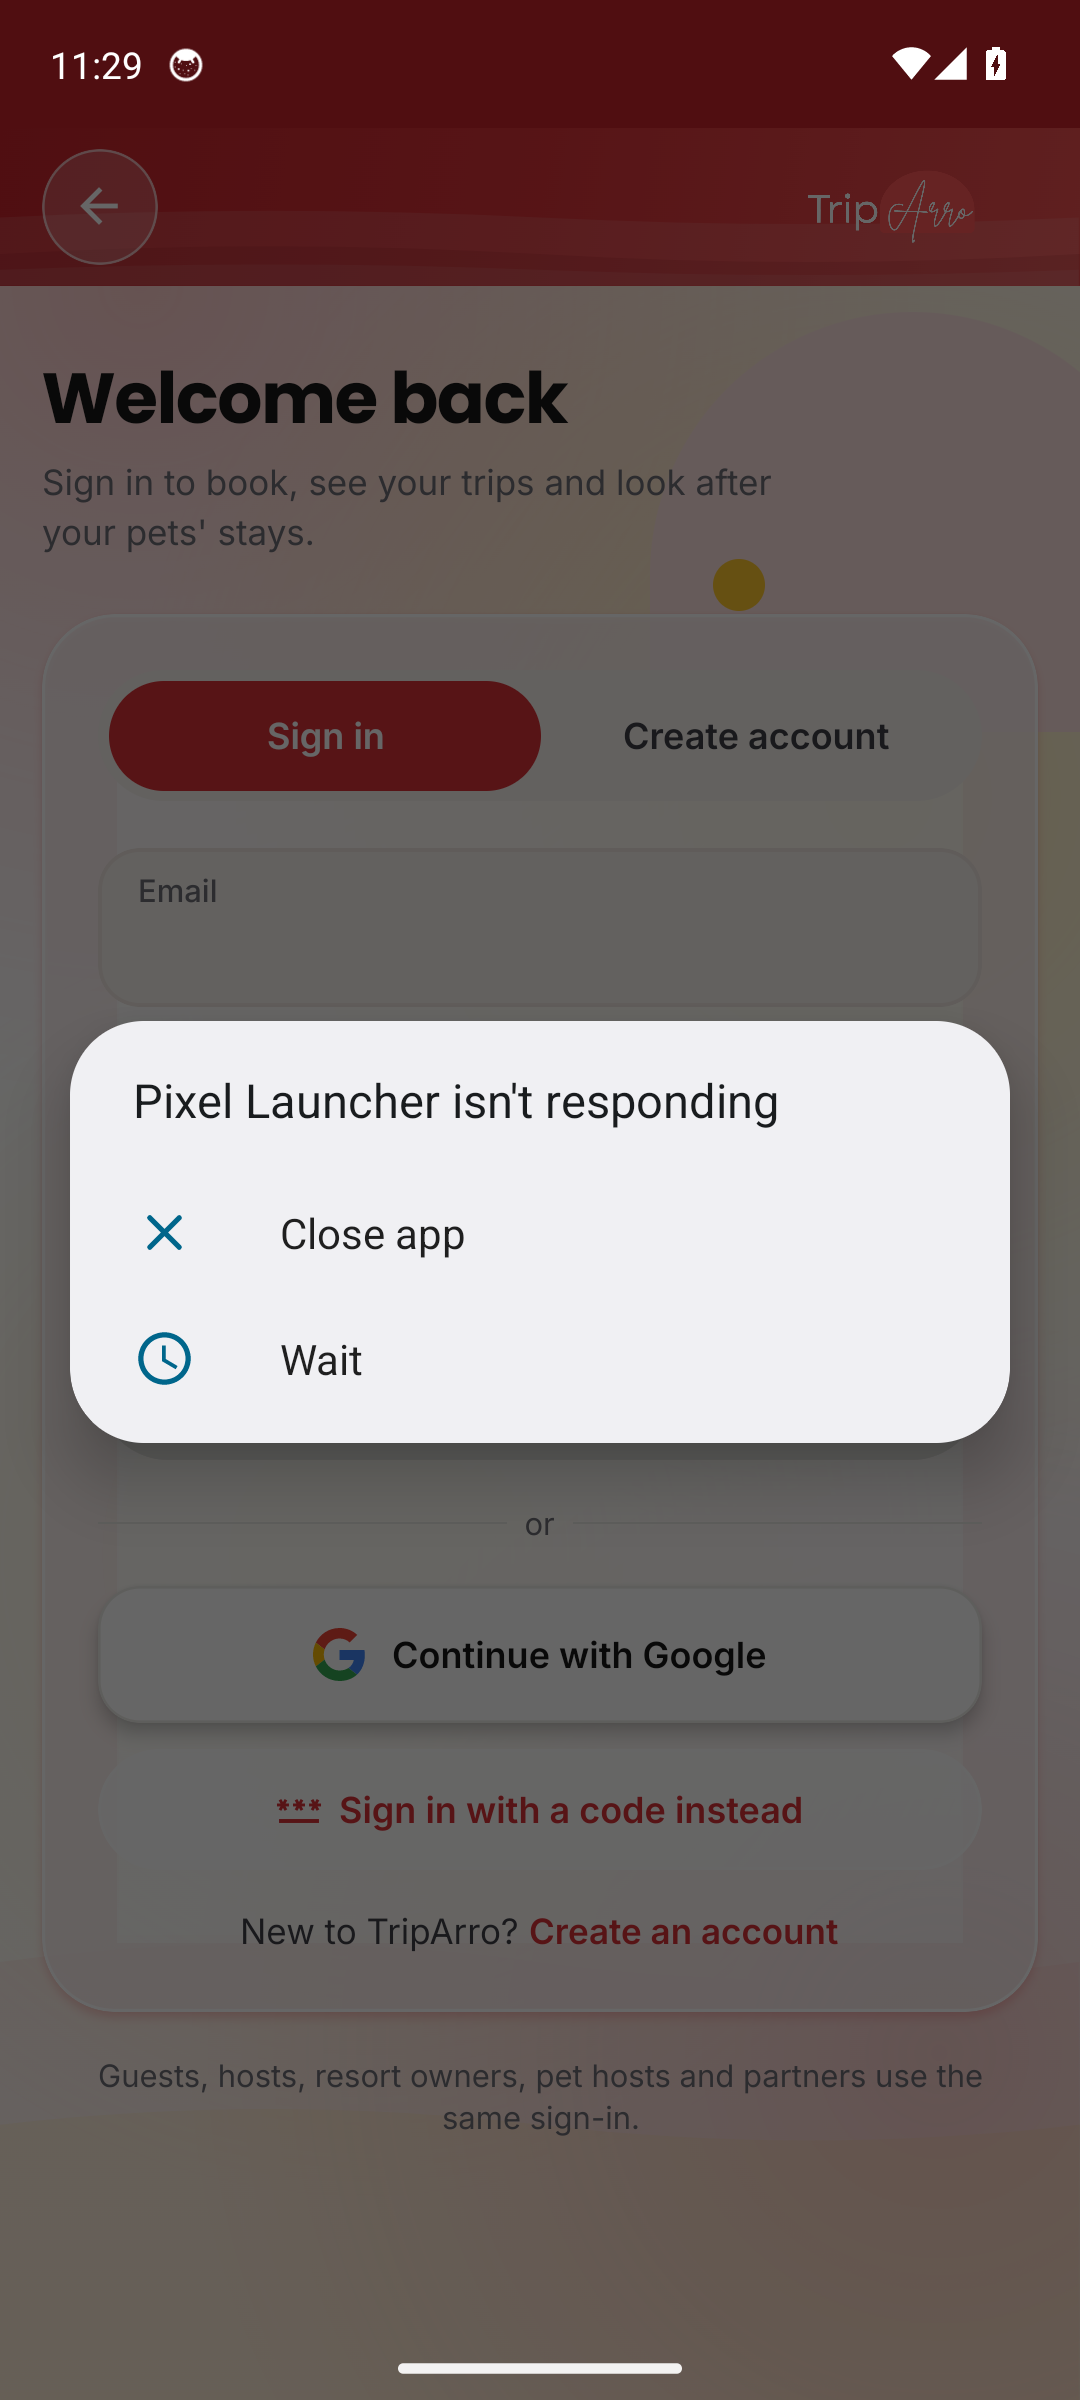 11:29
Trip Arro
Welcome back
Sign in to book, see your trips and look after
your pets' stays.
Sign in
Create account
Email
Pixel Launcher isn't responding
Close app
Wait
or
Continue with Google
*** Sign in with a code instead
New to TripArro? Create an account
Guests, hosts, resort owners, pet hosts and partners use the
same sign-in.